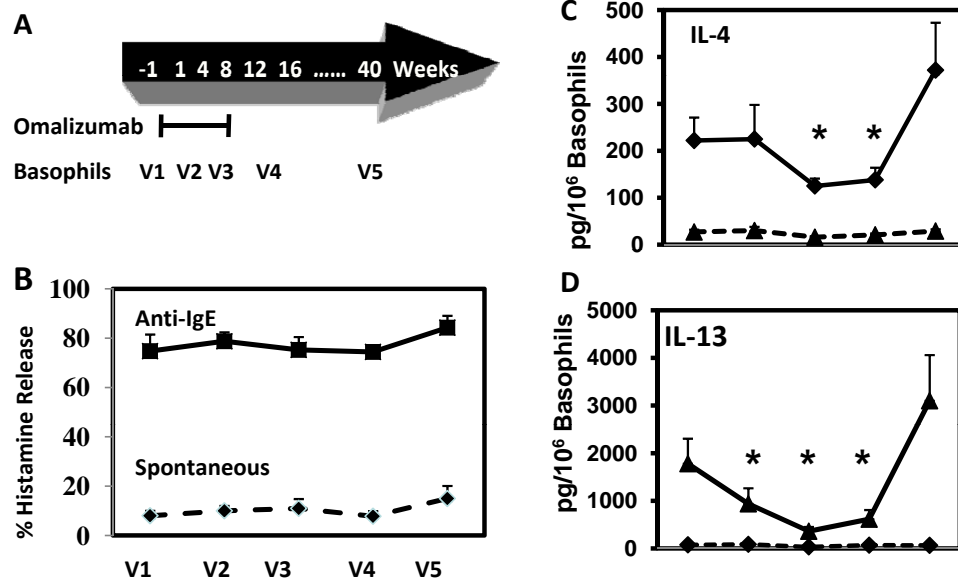 A
-1 1 4 8 12 16 ...... 40 Weeks
Omalizumab
Basophils V1 V2 V3 V4 V5
B
% Histamine Release
100
80
60
40
20
0
Anti-IgE
Spontaneous
V1 V2 V3 V4 V5
C
pg/10⁶ Basophils
500
400
300
200
100
0
IL-4
* *
D
pg/10⁶ Basophils
5000
4000
3000
2000
1000
0
IL-13
* * *